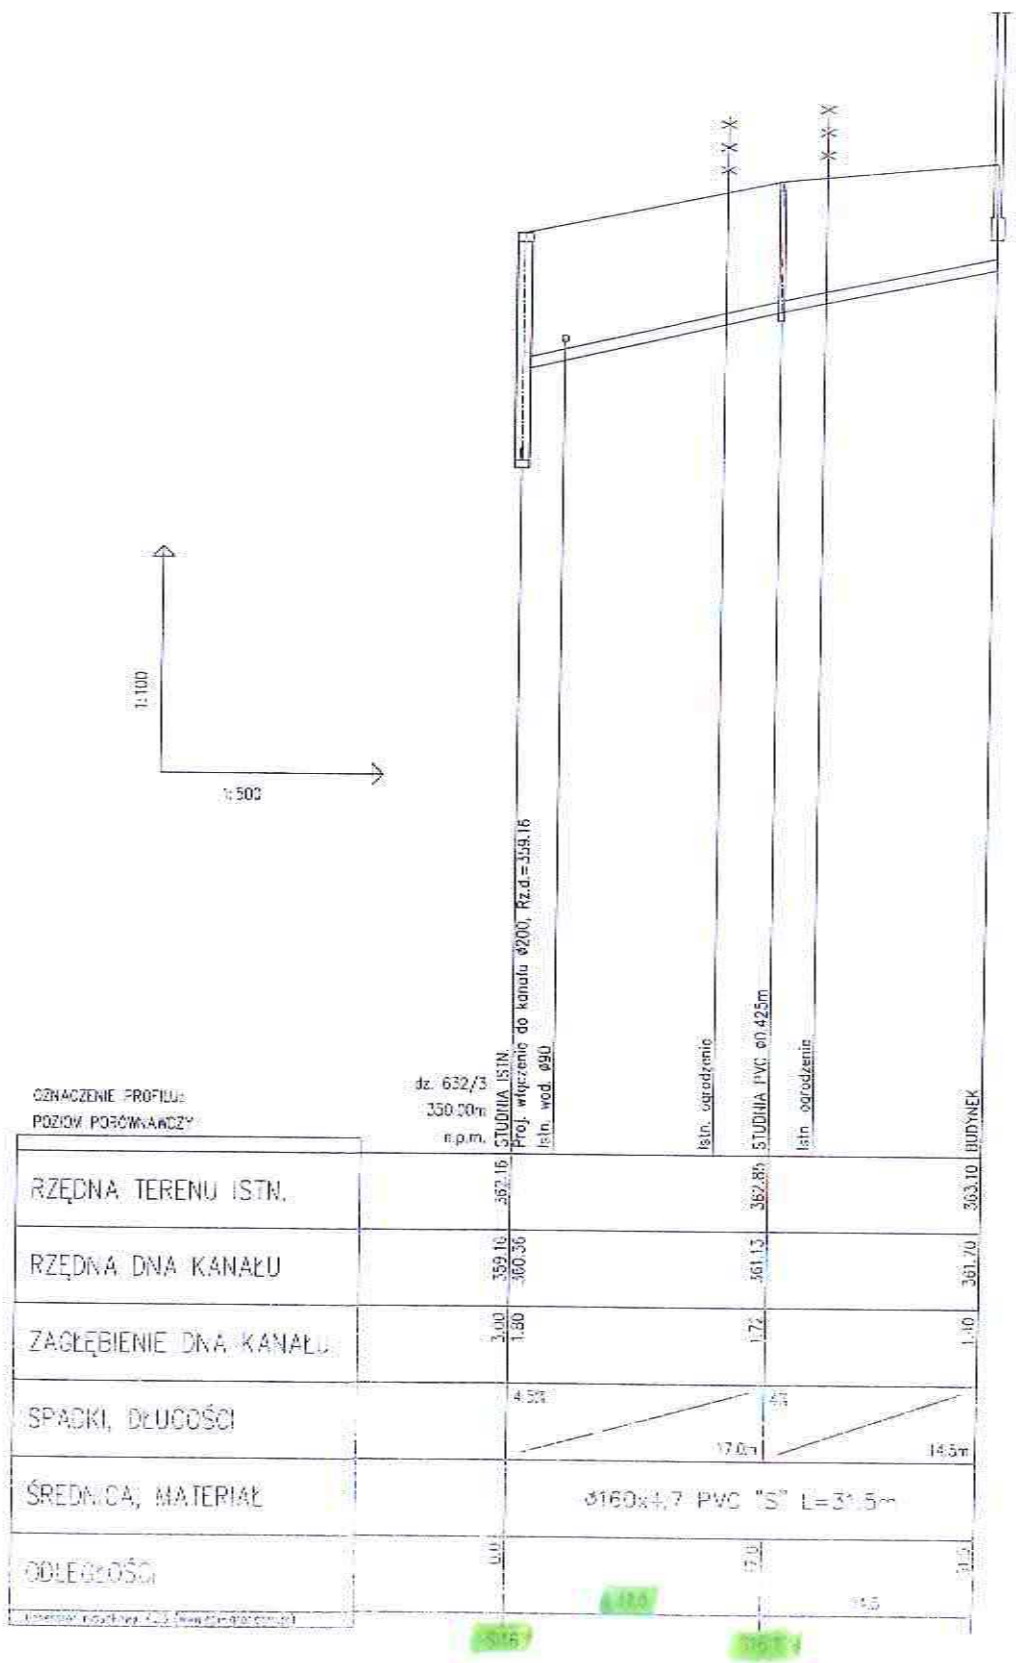 1:100
1:500
STUDNIA ISTN.
Proj. włączenie do kanału ø200, Rz.d.=359.16
Istn. wod. ø90
Istn. ogrodzenie
STUDNIA PVC ø0.425m
Istn. ogrodzenie
BUDYNEK
OZNACZENIE PROFILU: dz. 632/3
POZIOM PORÓWNAWCZY 350.00m
n.p.m.
RZĘDNA TERENU ISTN. 362.16 362.85 363.10
RZĘDNA DNA KANAŁU 359.16 360.36 361.13 361.70
ZAGŁĘBIENIE DNA KANAŁU 3.00 1.80 1.72 1.40
SPADKI, DŁUGOŚCI 4.5% 17.0m 4% 14.5m
ŚREDNICA, MATERIAŁ ø160x4,7 PVC "S" L=31.5m
ODLEGŁOŚCI 0.0 17.0
17.0 14.5